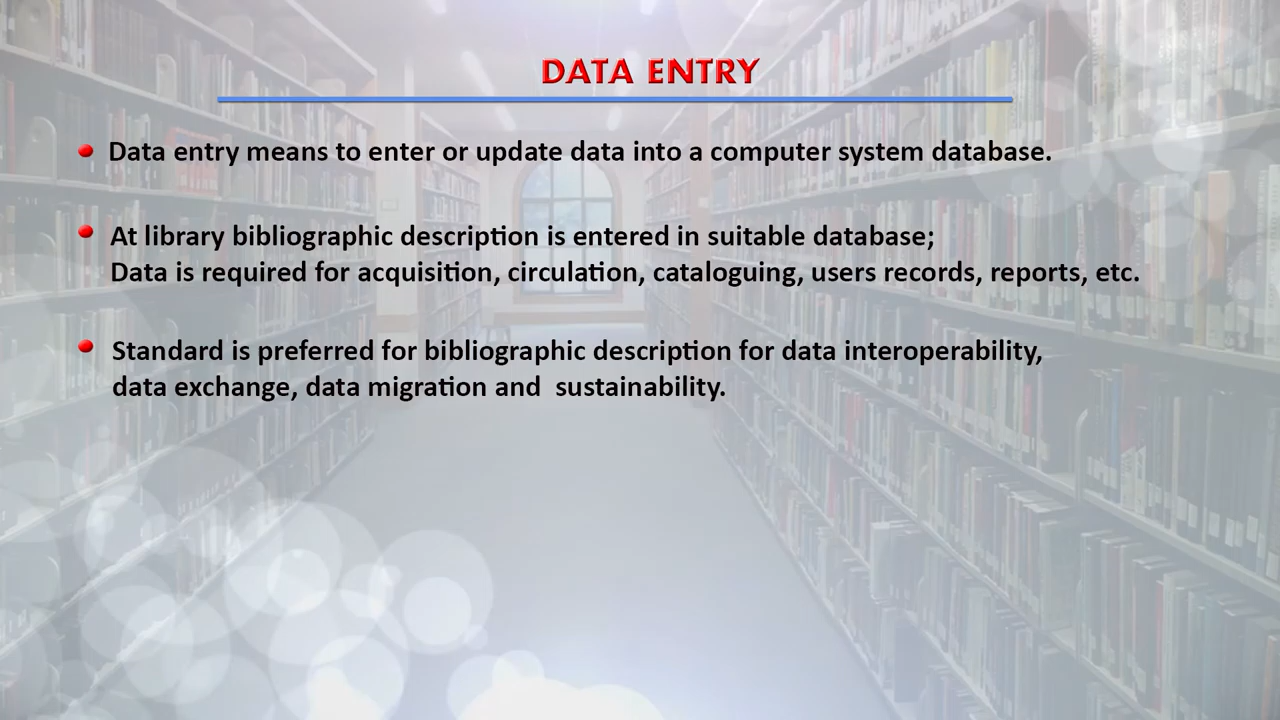 DATA ENTRY
Data entry means to enter or update data into a computer system database.
At library bibliographic description is entered in suitable database;
Data is required for acquisition, circulation, cataloguing, users records, reports, etc.
Standard is preferred for bibliographic description for data interoperability,
data exchange, data migration and  sustainability.